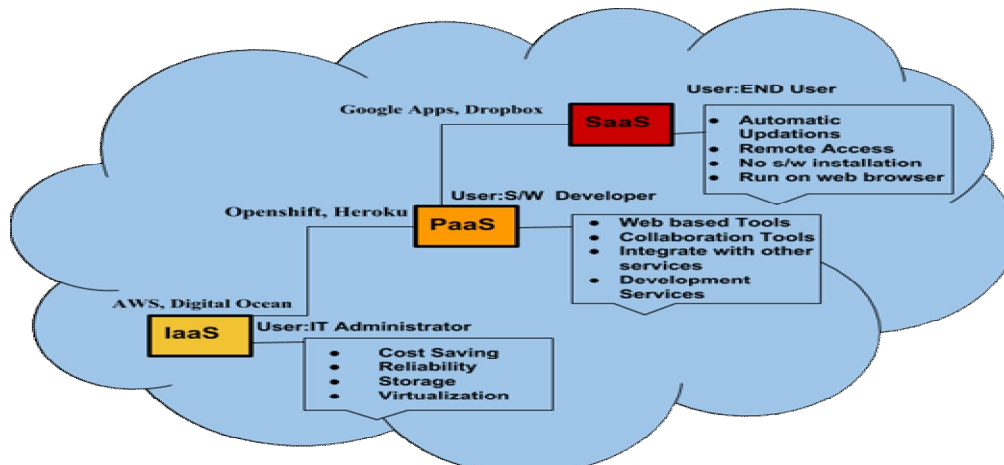 User:END User
Google Apps, Dropbox
SaaS
● Automatic
Updations
● Remote Access
● No s/w installation
● Run on web browser
User:S/W Developer
Openshift, Heroku
PaaS
● Web based Tools
● Collaboration Tools
● Integrate with other
services
● Development
Services
AWS, Digital Ocean
IaaS
User:IT Administrator
● Cost Saving
● Reliability
● Storage
● Virtualization